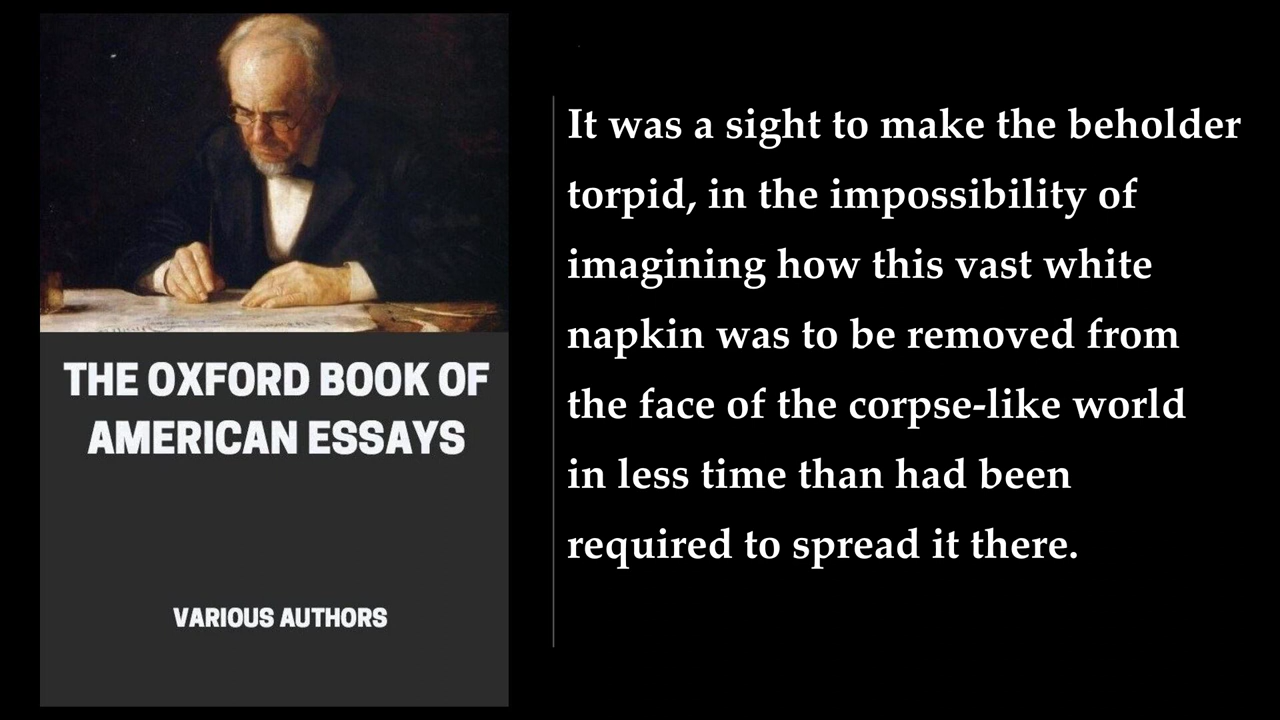 THE OXFORD BOOK OF
AMERICAN ESSAYS
VARIOUS AUTHORS
It was a sight to make the beholder
torpid, in the impossibility of
imagining how this vast white
napkin was to be removed from
the face of the corpse-like world
in less time than had been
required to spread it there.